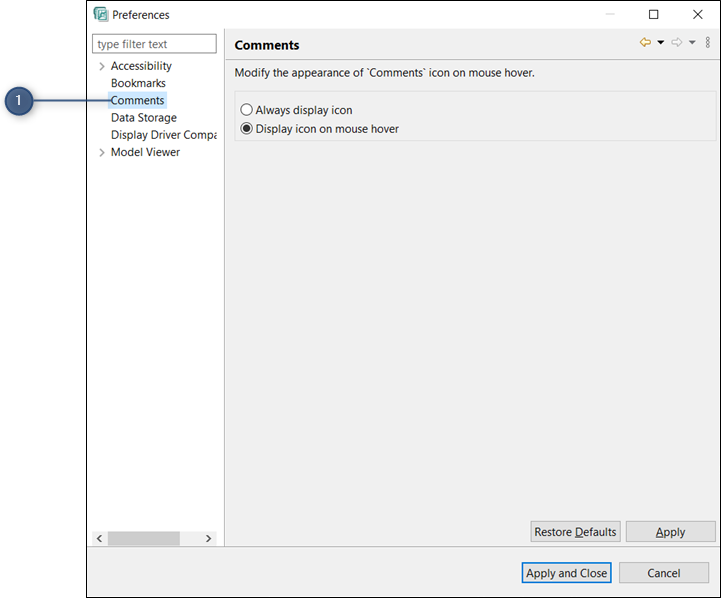 Preferences
type filter text
Accessibility
Bookmarks
Comments
Data Storage
Display Driver Compa
Model Viewer
1
Comments
Modify the appearance of `Comments` icon on mouse hover.
Always display icon
Display icon on mouse hover
Restore Defaults
Apply
Apply and Close
Cancel